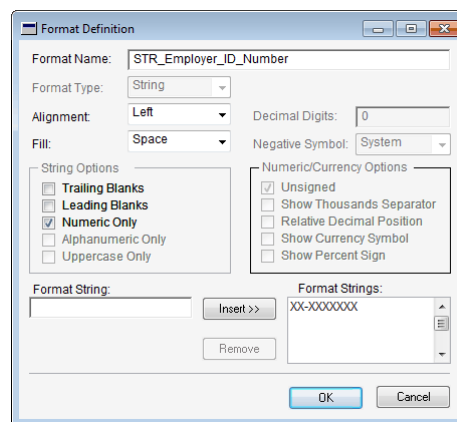 Format Definition
Format Name: STR_Employer_ID_Number
Format Type: String
Alignment: Left Decimal Digits: 0
Fill: Space Negative Symbol: System
String Options Numeric/Currency Options
Trailing Blanks Unsigned
Leading Blanks Show Thousands Separator
Numeric Only Relative Decimal Position
Alphanumeric Only Show Currency Symbol
Uppercase Only Show Percent Sign
Format String: Format Strings:
Insert >> XX-XXXXXXX
Remove
OK Cancel